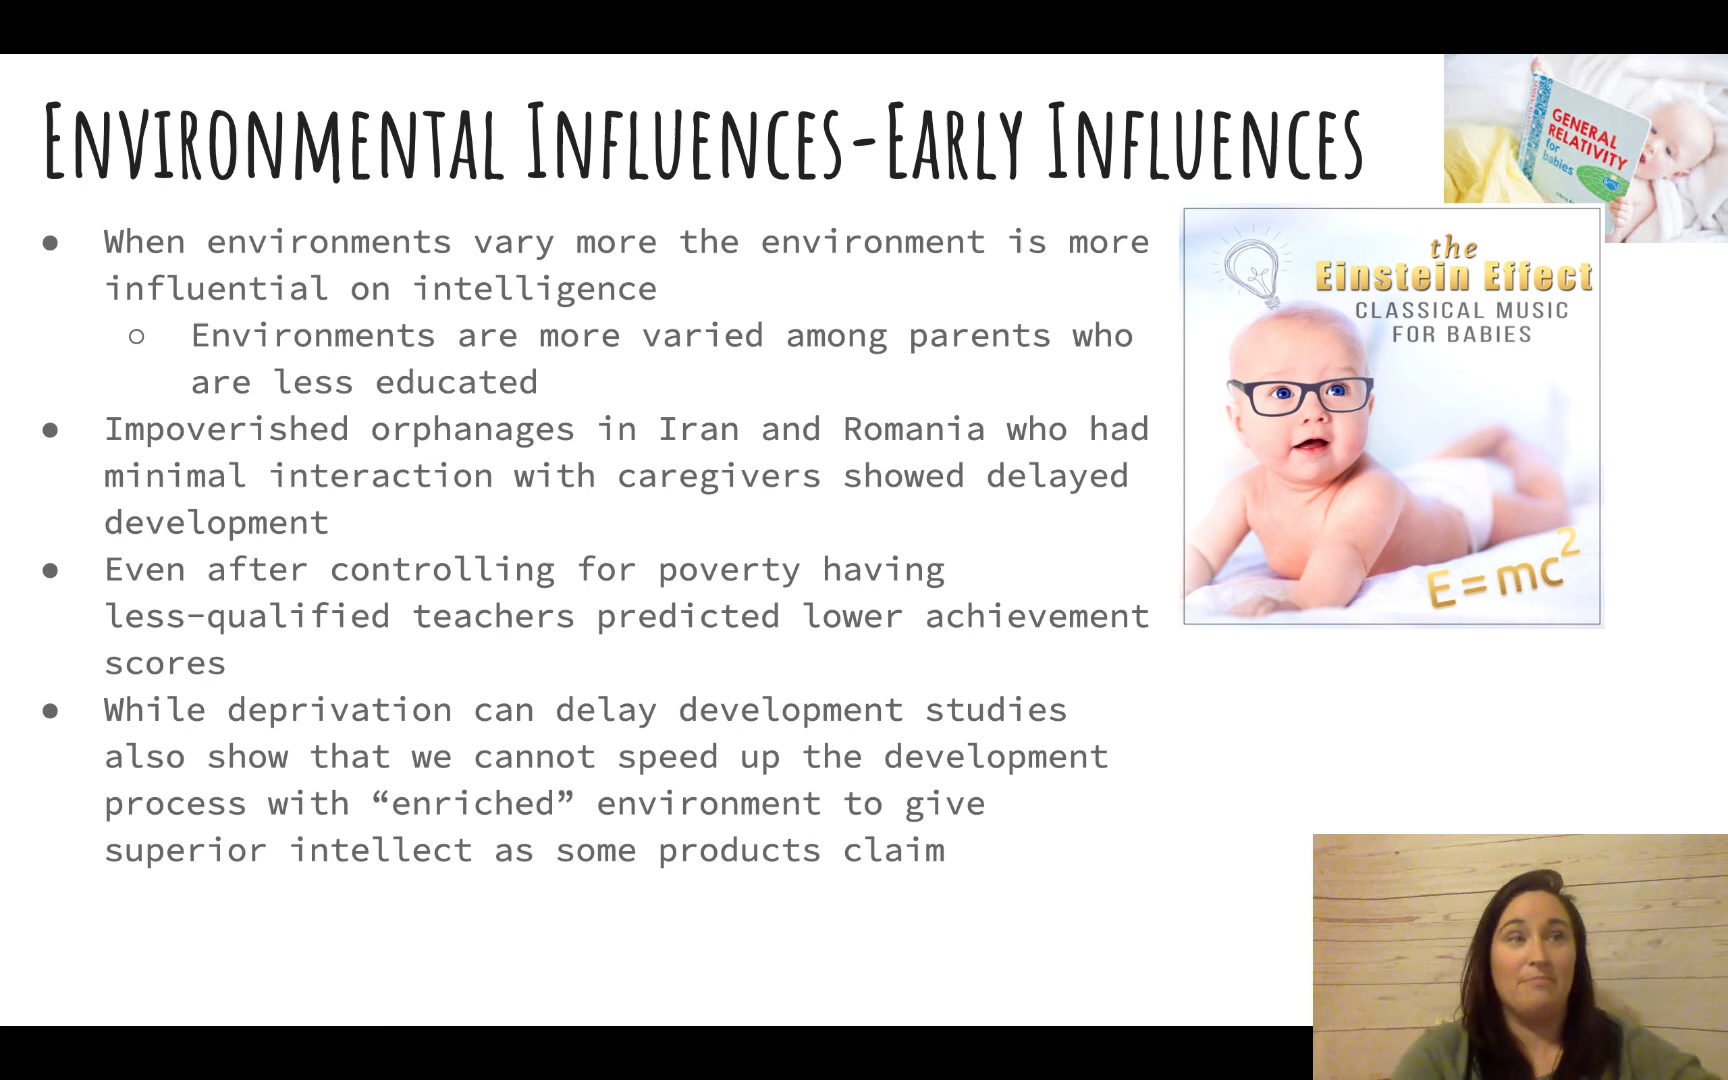 Environmental Influences-Early Influences
● When environments vary more the environment is more
influential on intelligence
○ Environments are more varied among parents who
are less educated
● Impoverished orphanages in Iran and Romania who had
minimal interaction with caregivers showed delayed
development
● Even after controlling for poverty having
less-qualified teachers predicted lower achievement
scores
● While deprivation can delay development studies
also show that we cannot speed up the development
process with “enriched” environment to give
superior intellect as some products claim
GENERAL
RELATIVITY
for
babies
the
Einstein Effect
CLASSICAL MUSIC
FOR BABIES
E=mc²